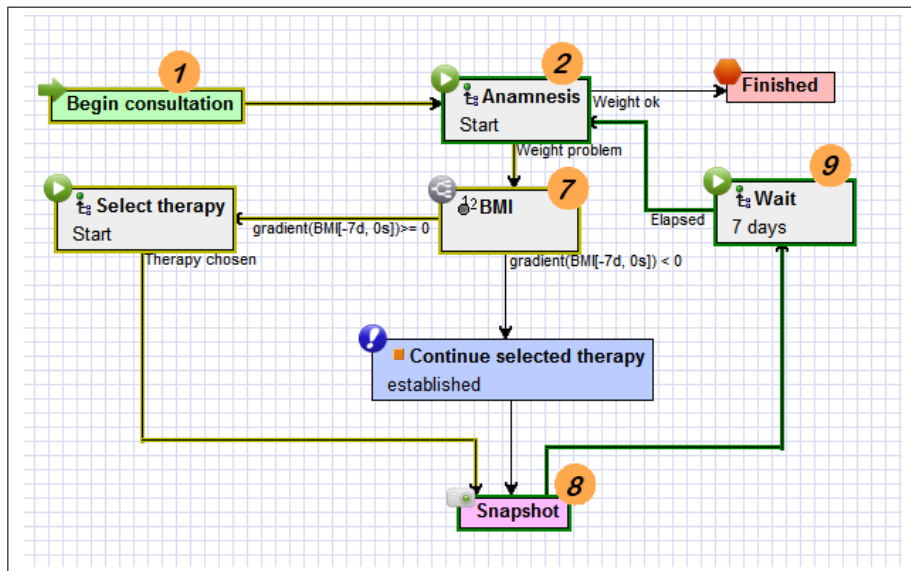 1
Begin consultation
2
Anamnesis
Start
Weight ok
Finished
Weight problem
Select therapy
Start
gradient(BMI[-7d, 0s])>= 0
Therapy chosen
7
12 BMI
gradient(BMI[-7d, 0s]) < 0
9
Wait
7 days
Elapsed
Continue selected therapy
established
8
Snapshot